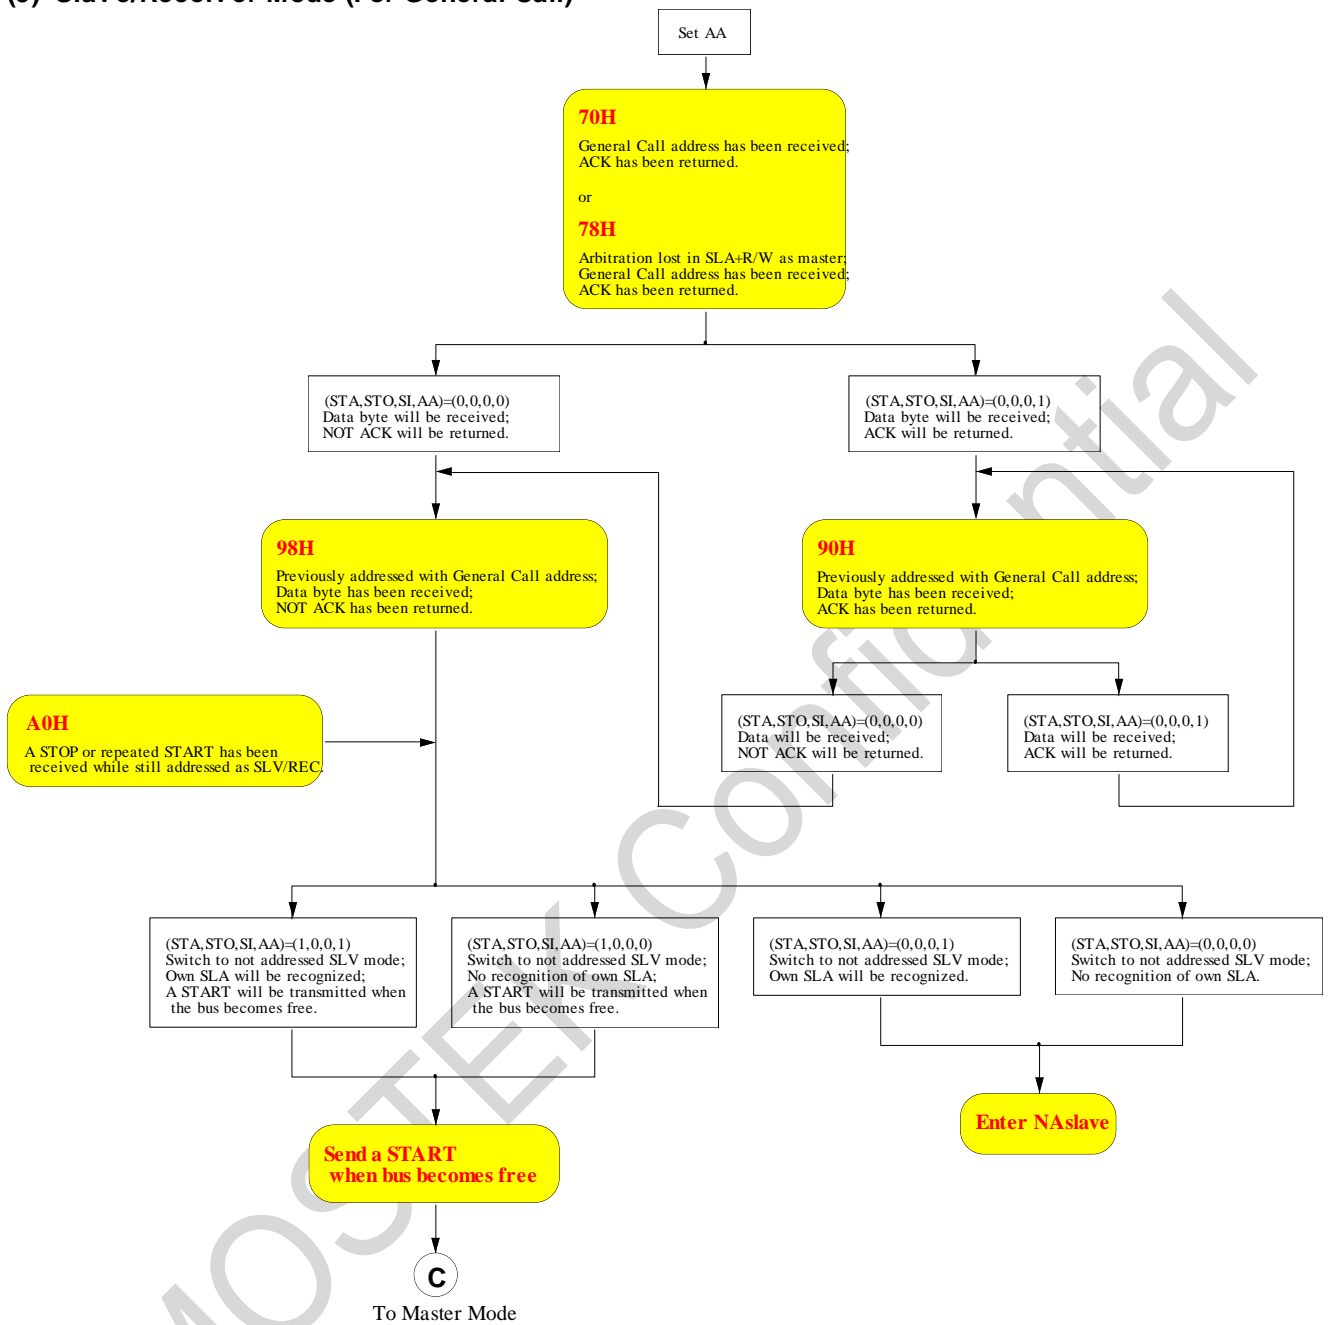 (5) Slave/Receiver Mode (For General Call)
Set AA
70H
General Call address has been received;
ACK has been returned.
or
78H
Arbitration lost in SLA+R/W as master;
General Call address has been received;
ACK has been returned.
(STA,STO,SI,AA)=(0,0,0,0)
Data byte will be received;
NOT ACK will be returned.
(STA,STO,SI,AA)=(0,0,0,1)
Data byte will be received;
ACK will be returned.
98H
Previously addressed with General Call address;
Data byte has been received;
NOT ACK has been returned.
90H
Previously addressed with General Call address;
Data byte has been received;
ACK has been returned.
(STA,STO,SI,AA)=(0,0,0,0)
Data will be received;
NOT ACK will be returned.
(STA,STO,SI,AA)=(0,0,0,1)
Data will be received;
ACK will be returned.
A0H
A STOP or repeated START has been
received while still addressed as SLV/REC.
(STA,STO,SI,AA)=(1,0,0,1)
Switch to not addressed SLV mode;
Own SLA will be recognized;
A START will be transmitted when
the bus becomes free.
(STA,STO,SI,AA)=(1,0,0,0)
Switch to not addressed SLV mode;
No recognition of own SLA;
A START will be transmitted when
the bus becomes free.
(STA,STO,SI,AA)=(0,0,0,1)
Switch to not addressed SLV mode;
Own SLA will be recognized.
(STA,STO,SI,AA)=(0,0,0,0)
Switch to not addressed SLV mode;
No recognition of own SLA.
Send a START
when bus becomes free
Enter NAslave
C
To Master Mode
MOSTEK Confidential